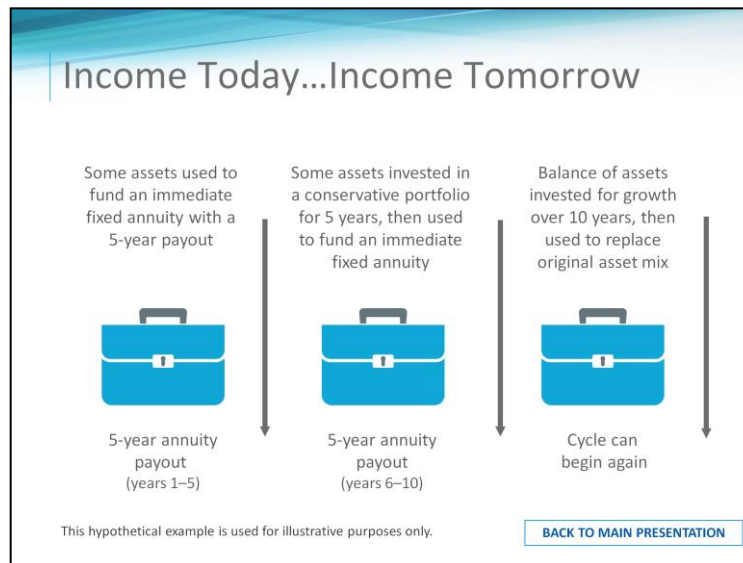 Income Today...Income Tomorrow
Some assets used to
fund an immediate
fixed annuity with a
5-year payout
5-year annuity
payout
(years 1–5)
Some assets invested in
a conservative portfolio
for 5 years, then used
to fund an immediate
fixed annuity
5-year annuity
payout
(years 6–10)
Balance of assets
invested for growth
over 10 years, then
used to replace
original asset mix
Cycle can
begin again
This hypothetical example is used for illustrative purposes only.
BACK TO MAIN PRESENTATION